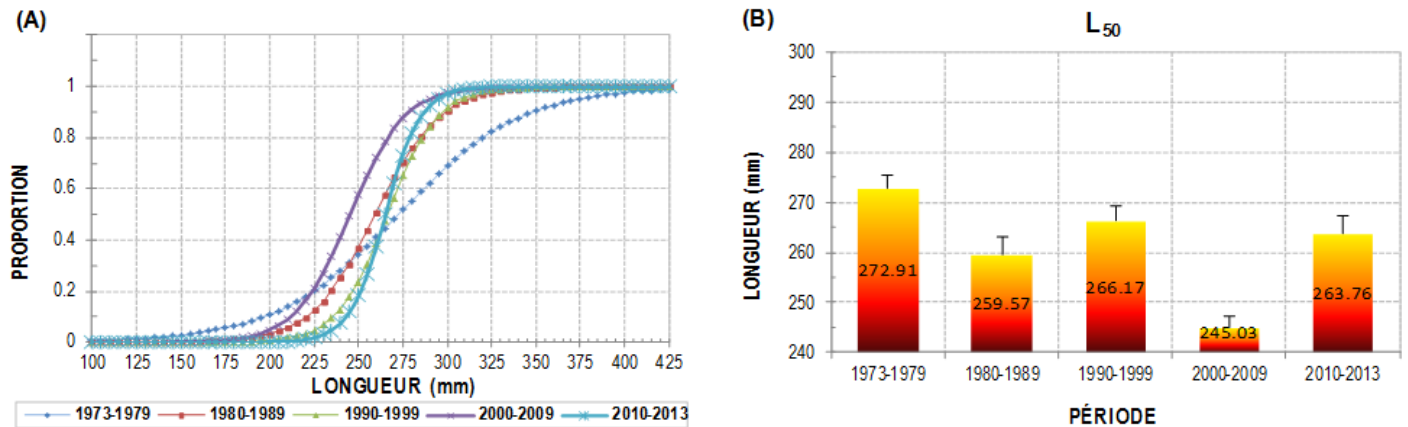 (A)
PROPORTION
1
0.8
0.6
0.4
0.2
0
100 125 150 175 200 225 250 275 300 325 350 375 400 425
LONGUEUR (mm)
1973-1979 1980-1989 1990-1999 2000-2009 2010-2013
(B)
L50
LONGUEUR (mm)
300
290
280
270
260
250
240
272.91
259.57
266.17
245.03
263.76
1973-1979 1980-1989 1990-1999 2000-2009 2010-2013
PÉRIODE